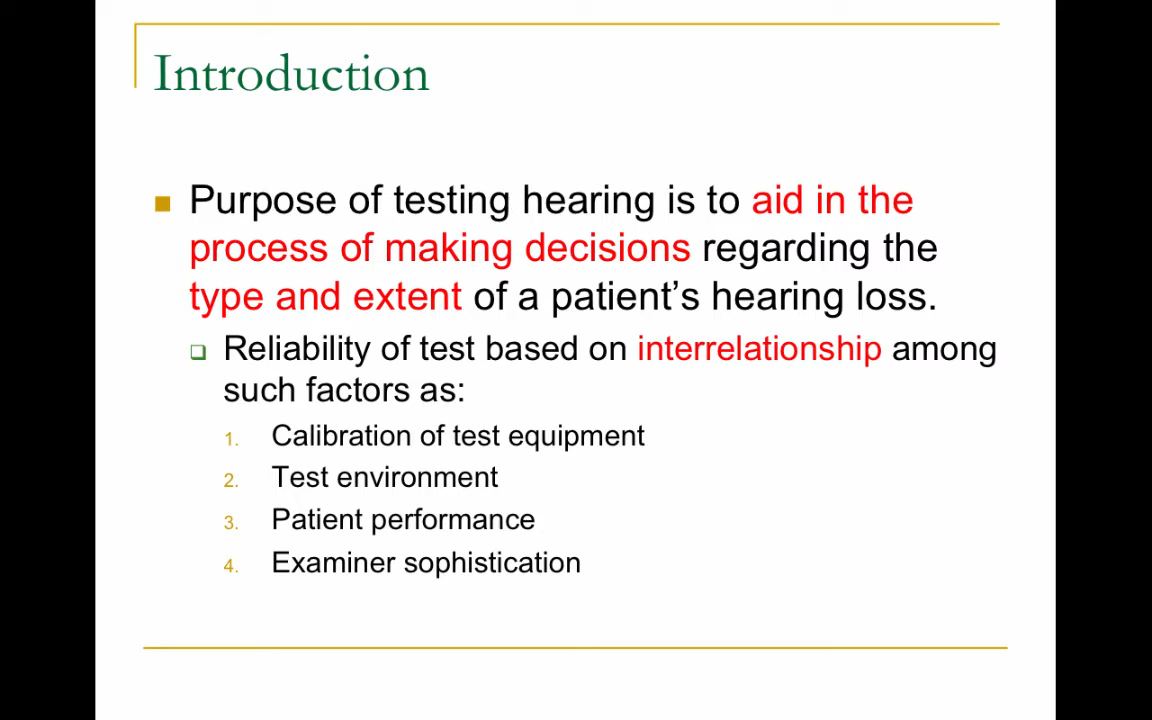 Introduction
Purpose of testing hearing is to aid in the
process of making decisions regarding the
type and extent of a patient’s hearing loss.
Reliability of test based on interrelationship among
such factors as:
1. Calibration of test equipment
2. Test environment
3. Patient performance
4. Examiner sophistication